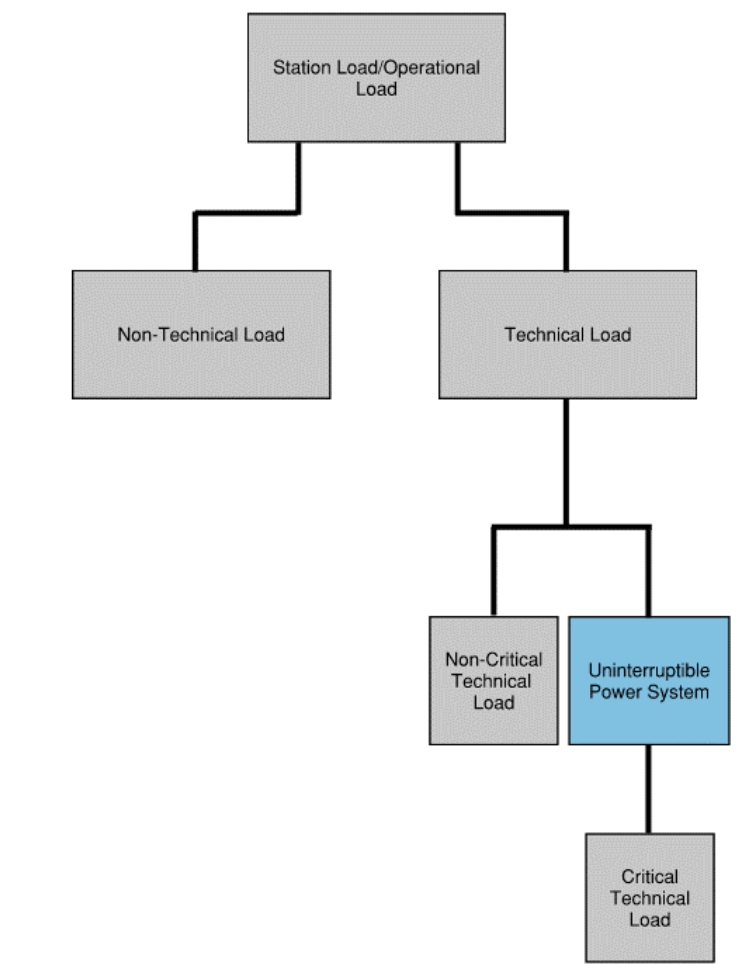 Station Load/Operational
Load
Non-Technical Load
Technical Load
Non-Critical
Technical
Load
Uninterruptible
Power System
Critical
Technical
Load